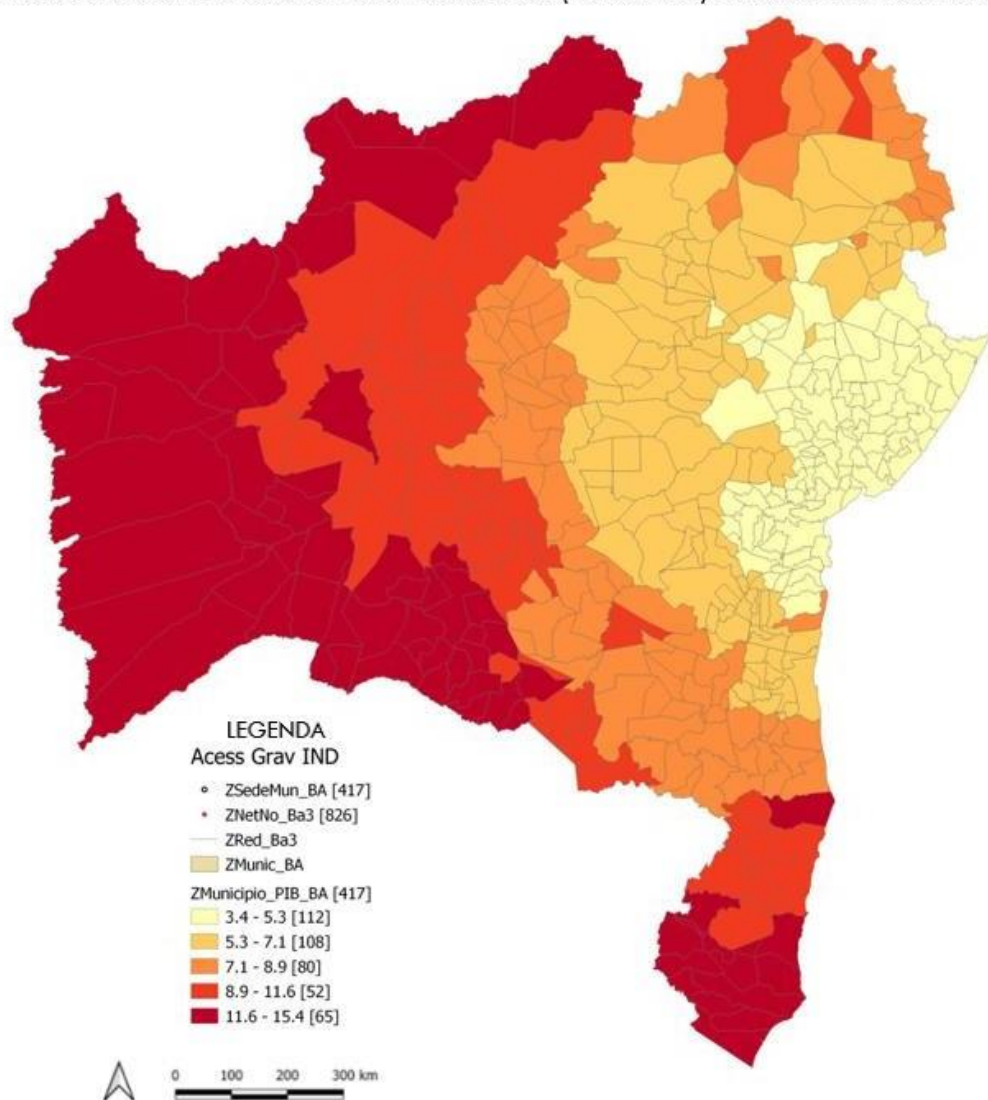 LEGENDA
Acess Grav IND
ZSedeMun_BA [417]
ZNetNo_Ba3 [826]
ZRed_Ba3
ZMunic_BA
ZMunicipio_PIB_BA [417]
3.4 - 5.3 [112]
5.3 - 7.1 [108]
7.1 - 8.9 [80]
8.9 - 11.6 [52]
11.6 - 15.4 [65]
0 100 200 300 km